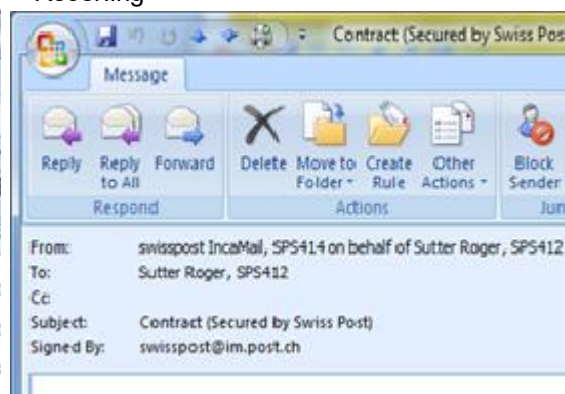 Contract (Secured by Swiss Post
Message
Reply Reply to All Forward Delete Move to Folder Create Rule Other Actions Block Sender
Respond Actions
From: swisspost IncaMail, SPS414 on behalf of Sutter Roger, SPS412
To: Sutter Roger, SPS412
Cc:
Subject: Contract (Secured by Swiss Post)
Signed By: swisspost@im.post.ch